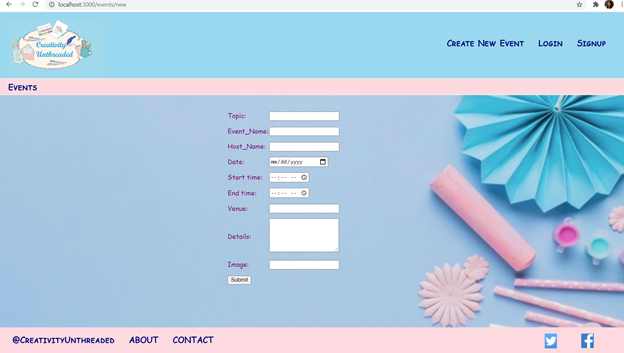 localhost:3000/events/new
Creativity
Unthreaded
Create New Event Login Signup
Events
Topic:
Event_Name:
Host_Name:
Date: mm/dd/yyyy
Start time: --:-- --
End time: --:-- --
Venue:
Details:
Image:
Submit
@CreativityUnthreaded ABOUT CONTACT